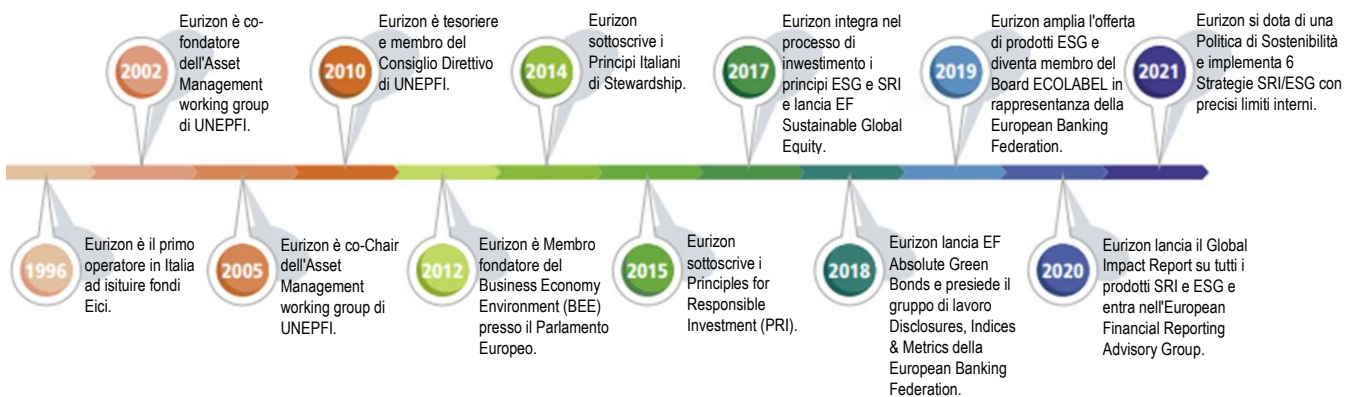 Eurizon è co-
fondatore
dell'Asset
Management
working group
di UNEPFI.
2002
Eurizon è tesoriere
e membro del
Consiglio Direttivo
di UNEPFI.
2010
Eurizon
sottoscrive i
Principi Italiani
di Stewardship.
2014
Eurizon integra nel
processo di
investimento i
principi ESG e SRI
e lancia EF
Sustainable Global
Equity.
2017
Eurizon amplia l'offerta
di prodotti ESG e
diventa membro del
Board ECOLABEL in
rappresentanza della
European Banking
Federation.
2019
Eurizon si dota di una
Politica di Sostenibilità
e implementa 6
Strategie SRI/ESG con
precisi limiti interni.
2021
1996
Eurizon è il primo
operatore in Italia
ad isituire fondi
Eici.
2005
Eurizon è co-Chair
dell'Asset
Management
working group di
UNEPFI.
2012
Eurizon è Membro
fondatore del
Business Economy
Environment (BEE)
presso il Parlamento
Europeo.
2015
Eurizon
sottoscrive i
Principles for
Responsible
Investment (PRI).
2018
Eurizon lancia EF
Absolute Green
Bonds e presiede il
gruppo di lavoro
Disclosures, Indices
& Metrics della
European Banking
Federation.
2020
Eurizon lancia il Global
Impact Report su tutti i
prodotti SRI e ESG e
entra nell'European
Financial Reporting
Advisory Group.